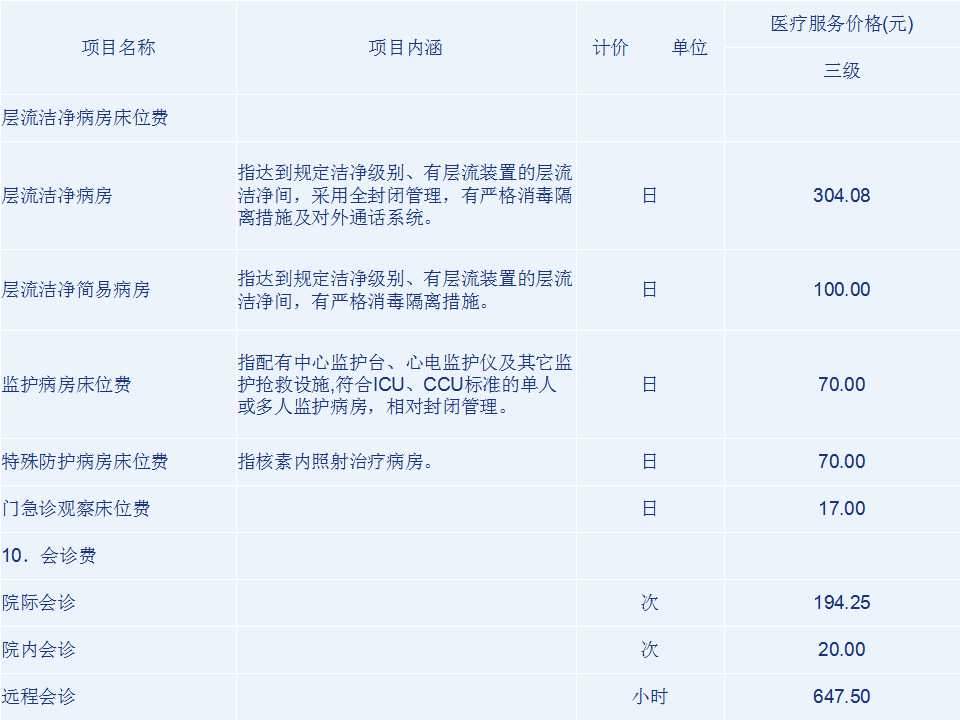 项目名称 项目内涵 计价 单位 医疗服务价格(元)
三级
层流洁净病房床位费
层流洁净病房 指达到规定洁净级别、有层流装置的层流
洁净间，采用全封闭管理，有严格消毒隔
离措施及对外通话系统。 日 304.08
层流洁净简易病房 指达到规定洁净级别、有层流装置的层流
洁净间，有严格消毒隔离措施。 日 100.00
监护病房床位费 指配有中心监护台、心电监护仪及其它监
护抢救设施,符合ICU、CCU标准的单人
或多人监护病房，相对封闭管理。 日 70.00
特殊防护病房床位费 指核素内照射治疗病房。 日 70.00
门急诊观察床位费 日 17.00
10．会诊费
院际会诊 次 194.25
院内会诊 次 20.00
远程会诊 小时 647.50